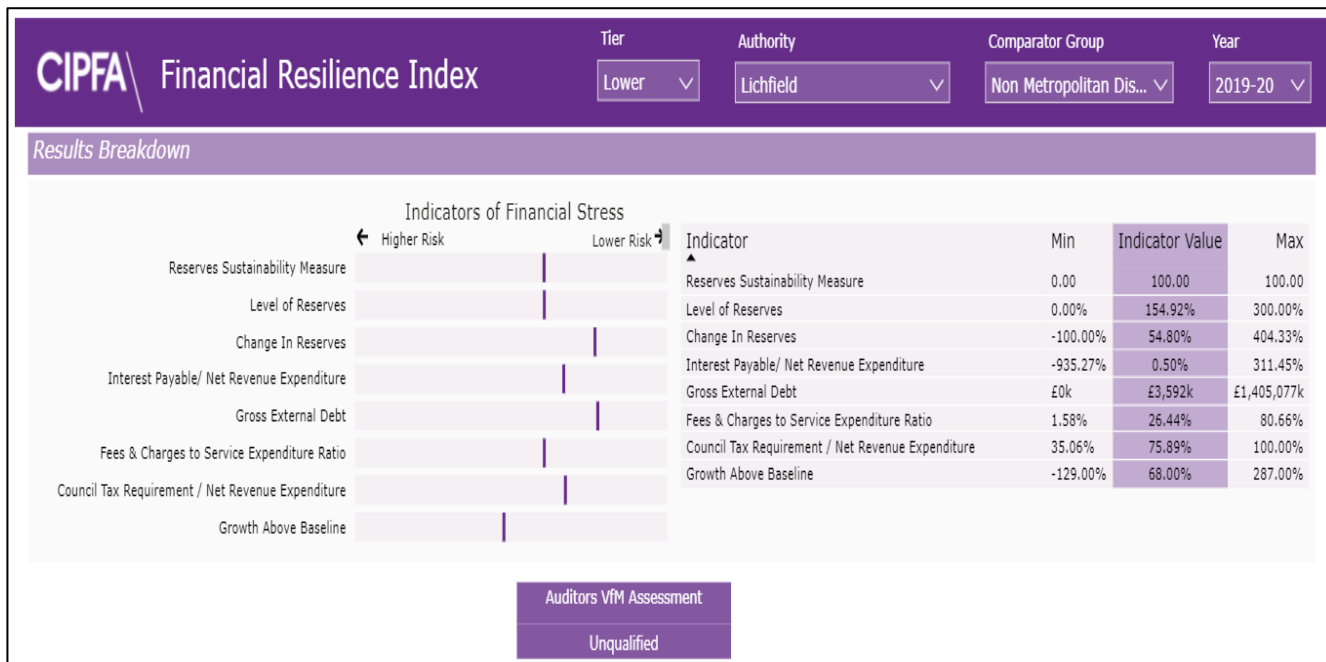 CIPFA\ Financial Resilience Index
Tier
Lower
Authority
Lichfield
Comparator Group
Non Metropolitan Dis...
Year
2019-20
Results Breakdown
Indicators of Financial Stress
Higher Risk Lower Risk
Reserves Sustainability Measure
Level of Reserves
Change In Reserves
Interest Payable/ Net Revenue Expenditure
Gross External Debt
Fees & Charges to Service Expenditure Ratio
Council Tax Requirement / Net Revenue Expenditure
Growth Above Baseline
Indicator Min Indicator Value Max
Reserves Sustainability Measure 0.00 100.00 100.00
Level of Reserves 0.00% 154.92% 300.00%
Change In Reserves -100.00% 54.80% 404.33%
Interest Payable/ Net Revenue Expenditure -935.27% 0.50% 311.45%
Gross External Debt £0k £3,592k £1,405,077k
Fees & Charges to Service Expenditure Ratio 1.58% 26.44% 80.66%
Council Tax Requirement / Net Revenue Expenditure 35.06% 75.89% 100.00%
Growth Above Baseline -129.00% 68.00% 287.00%
Auditors VfM Assessment
Unqualified